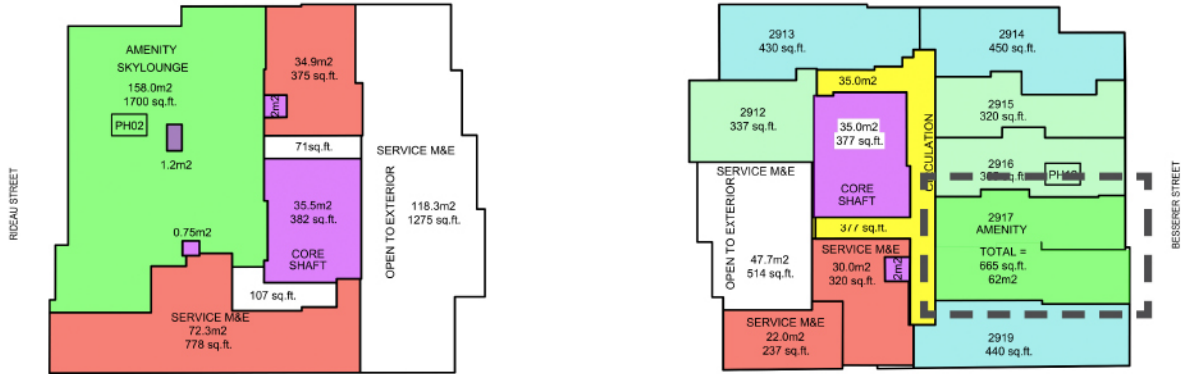 RIDEAU STREET
AMENITY
SKYLOUNGE
158.0m2
1700 sq.ft.
PH02
1.2m2
0.75m2
34.9m2
375 sq.ft.
2m2
71sq.ft.
35.5m2
382 sq.ft.
CORE
SHAFT
107 sq.ft.
SERVICE M&E
72.3m2
778 sq.ft.
SERVICE M&E
OPEN TO EXTERIOR
118.3m2
1275 sq.ft.
2913
430 sq.ft.
2914
450 sq.ft.
35.0m2
2912
337 sq.ft.
35.0m2
377 sq.ft.
CORE
SHAFT
2915
320 sq.ft.
2916
SERVICE M&E
OPEN TO EXTERIOR
47.7m2
514 sq.ft.
377 sq.ft.
SERVICE M&E
30.0m2
320 sq.ft.
2m2
2917
AMENITY
TOTAL =
665 sq.ft.
62m2
SERVICE M&E
22.0m2
237 sq.ft.
2919
440 sq.ft.
BESSERER STREET